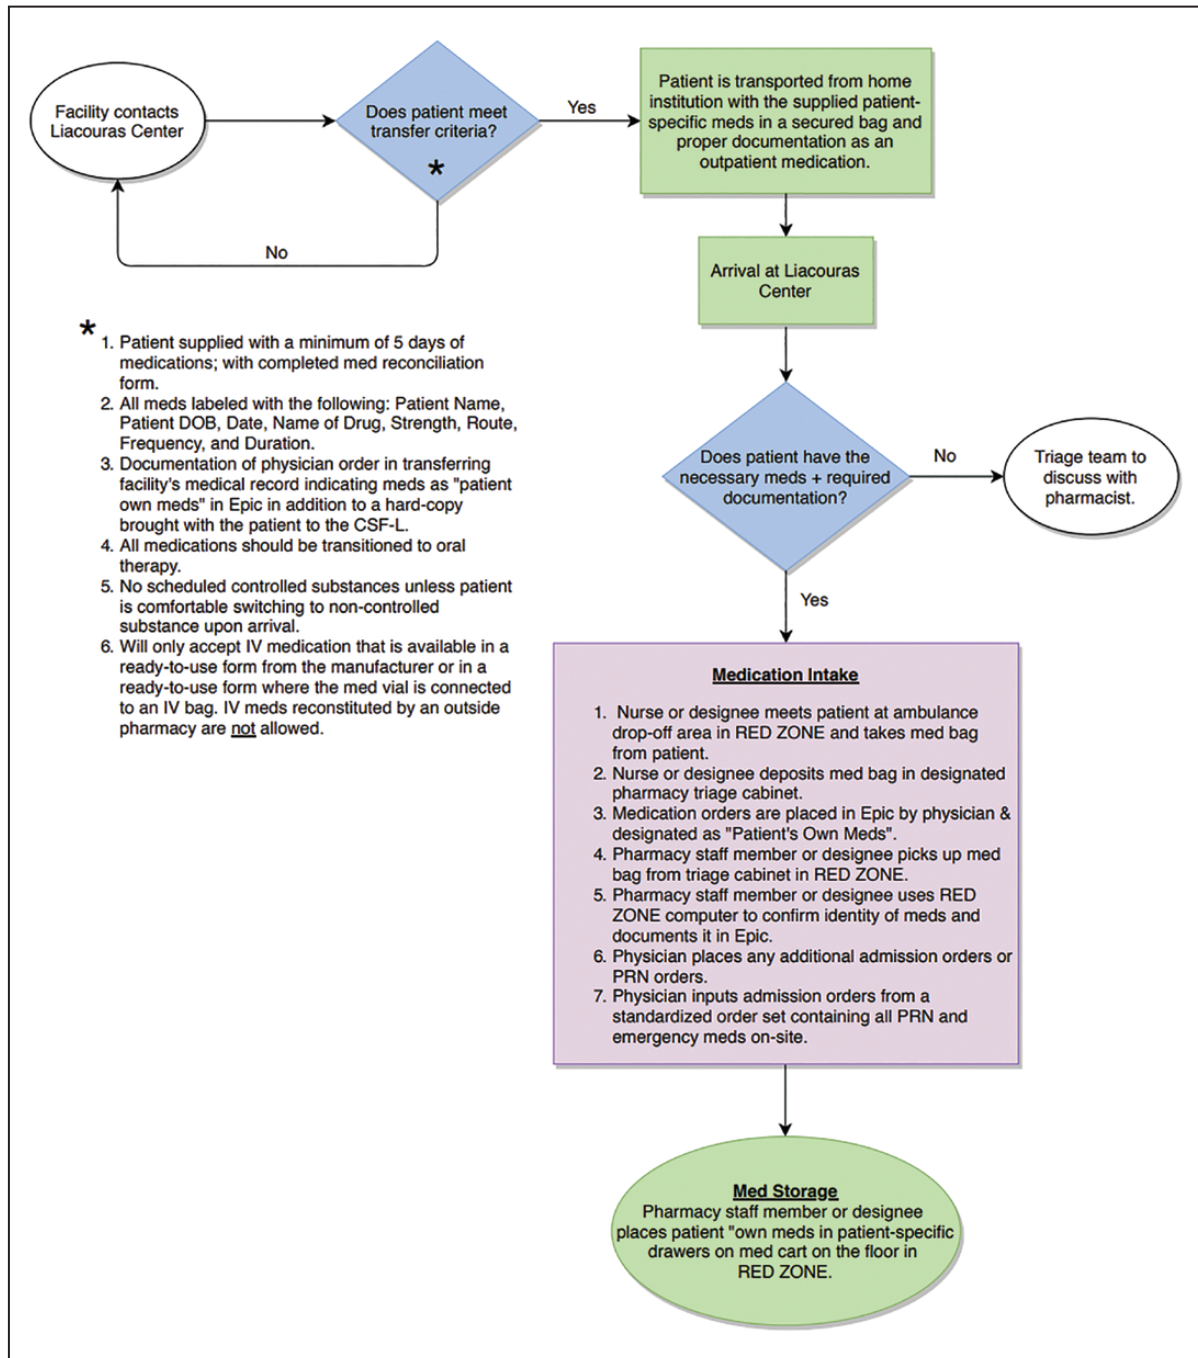 Facility contacts
Liacouras Center
Does patient meet
transfer criteria?
*
Yes
No
Patient is transported from home
institution with the supplied patient-
specific meds in a secured bag and
proper documentation as an
outpatient medication.
Arrival at Liacouras
Center
*
1. Patient supplied with a minimum of 5 days of
medications; with completed med reconciliation
form.
2. All meds labeled with the following: Patient Name,
Patient DOB, Date, Name of Drug, Strength, Route,
Frequency, and Duration.
3. Documentation of physician order in transferring
facility's medical record indicating meds as "patient
own meds" in Epic in addition to a hard-copy
brought with the patient to the CSF-L.
4. All medications should be transitioned to oral
therapy.
5. No scheduled controlled substances unless patient
is comfortable switching to non-controlled
substance upon arrival.
6. Will only accept IV medication that is available in a
ready-to-use form from the manufacturer or in a
ready-to-use form where the med vial is connected
to an IV bag. IV meds reconstituted by an outside
pharmacy are not allowed.
Does patient have the
necessary meds + required
documentation?
No
Triage team to
discuss with
pharmacist.
Yes
Medication Intake
1. Nurse or designee meets patient at ambulance
drop-off area in RED ZONE and takes med bag
from patient.
2. Nurse or designee deposits med bag in designated
pharmacy triage cabinet.
3. Medication orders are placed in Epic by physician &
designated as "Patient's Own Meds".
4. Pharmacy staff member or designee picks up med
bag from triage cabinet in RED ZONE.
5. Pharmacy staff member or designee uses RED
ZONE computer to confirm identity of meds and
documents it in Epic.
6. Physician places any additional admission orders or
PRN orders.
7. Physician inputs admission orders from a
standardized order set containing all PRN and
emergency meds on-site.
Med Storage
Pharmacy staff member or designee
places patient "own meds in patient-specific
drawers on med cart on the floor in
RED ZONE.